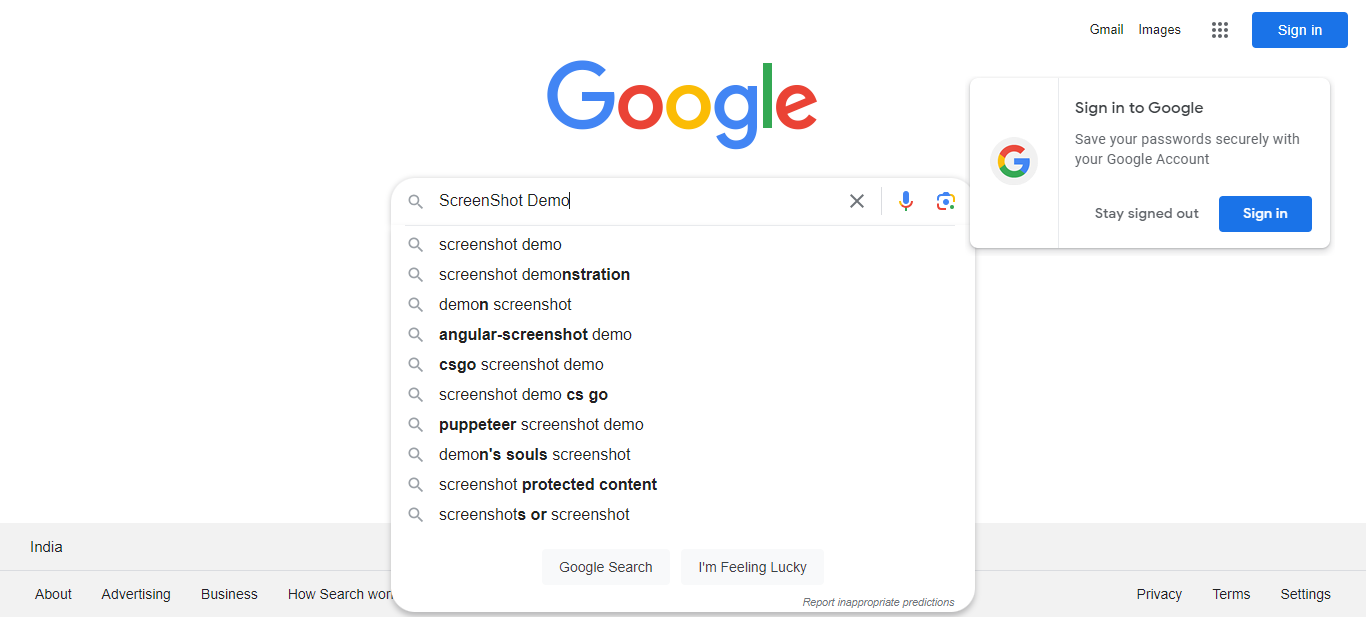 Gmail Images Sign in
Google
Sign in to Google
Save your passwords securely with
your Google Account
Stay signed out Sign in
ScreenShot Demo
screenshot demo
screenshot demonstration
demon screenshot
angular-screenshot demo
csgo screenshot demo
screenshot demo cs go
puppeteer screenshot demo
demon's souls screenshot
screenshot protected content
screenshots or screenshot
Google Search I'm Feeling Lucky
Report inappropriate predictions
India
About Advertising Business How Search wor
Privacy Terms Settings